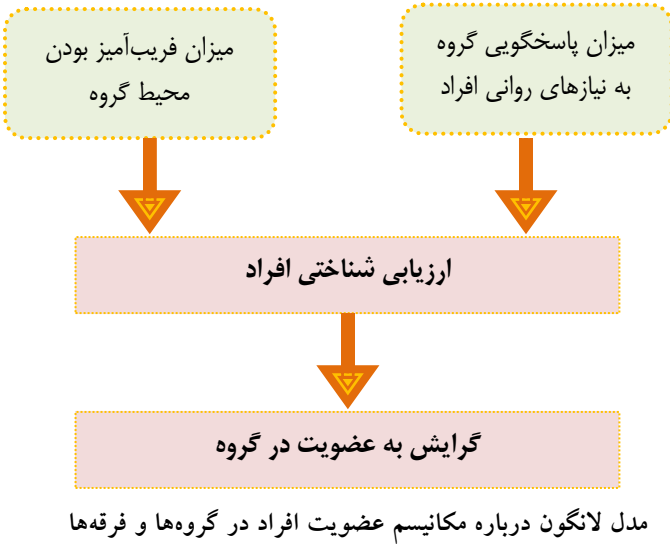 میزان پاسخگویی گروه
به نیازهای روانی افراد
میزان فریب‌آمیز بودن
محیط گروه
ارزیابی شناختی افراد
گرایش به عضویت در گروه
مدل لانگون درباره مکانیسم عضویت افراد در گروه‌ها و فرقه‌ها